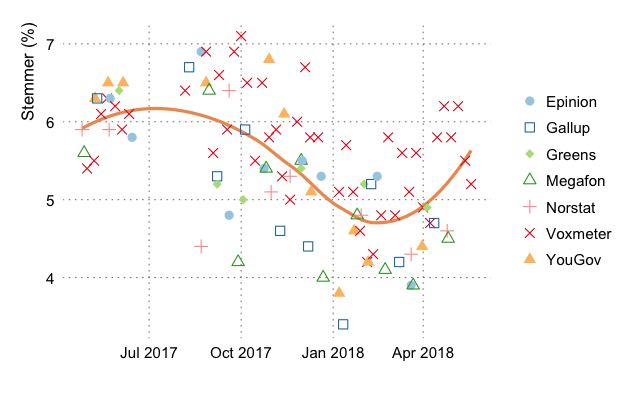 Stemmer (%)
7
6
5
4
Jul 2017
Oct 2017
Jan 2018
Apr 2018
Epinion
Gallup
Greens
Megafon
Norstat
Voxmeter
YouGov